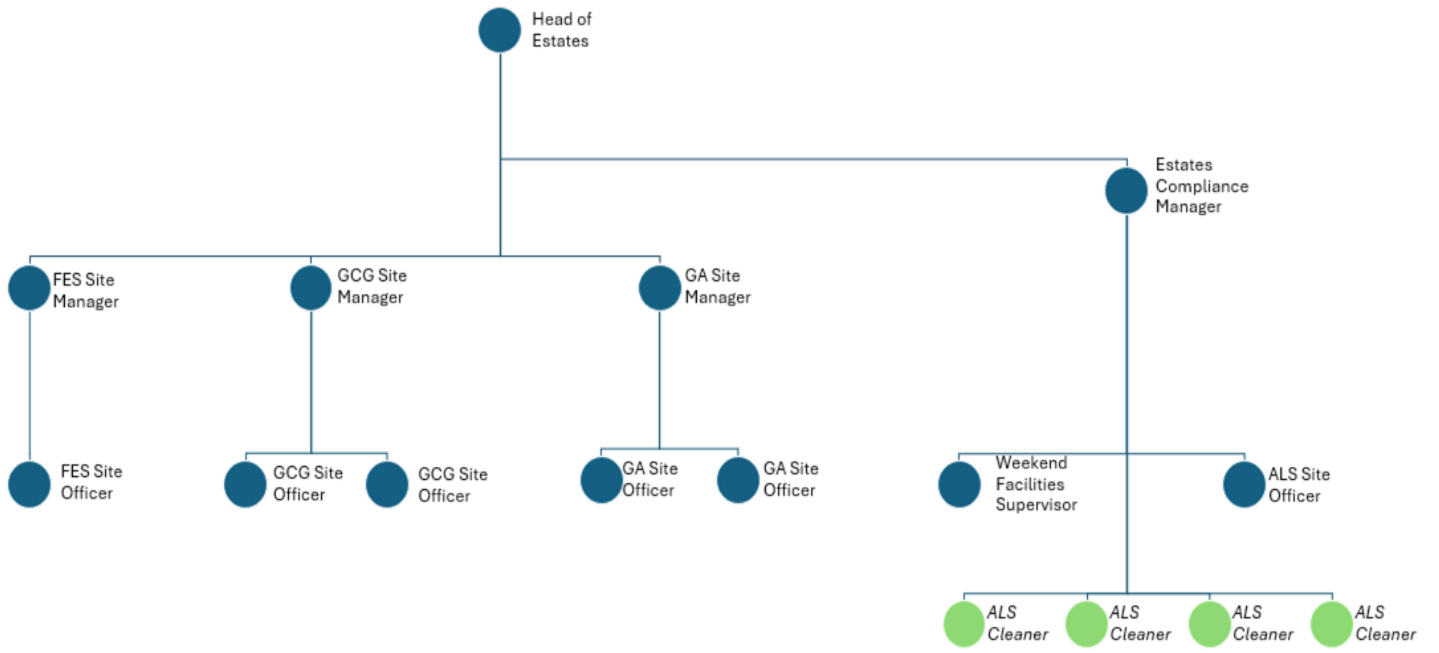 Head of
Estates
Estates
Compliance
Manager
FES Site
Manager
GCG Site
Manager
GA Site
Manager
FES Site
Officer
GCG Site
Officer
GCG Site
Officer
GA Site
Officer
GA Site
Officer
Weekend
Facilities
Supervisor
ALS Site
Officer
ALS
Cleaner
ALS
Cleaner
ALS
Cleaner
ALS
Cleaner